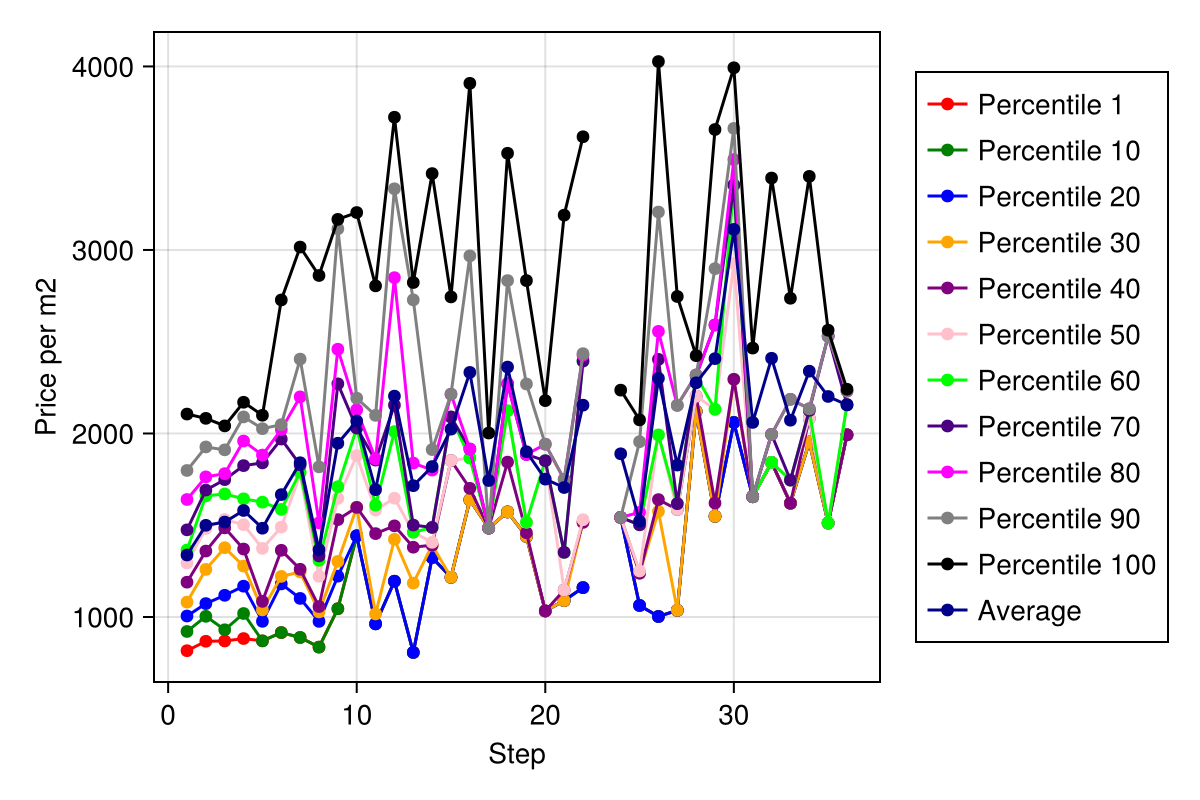 4000
3000
2000
1000
Price per m2
0 10 20 30
Step
Percentile 1
Percentile 10
Percentile 20
Percentile 30
Percentile 40
Percentile 50
Percentile 60
Percentile 70
Percentile 80
Percentile 90
Percentile 100
Average